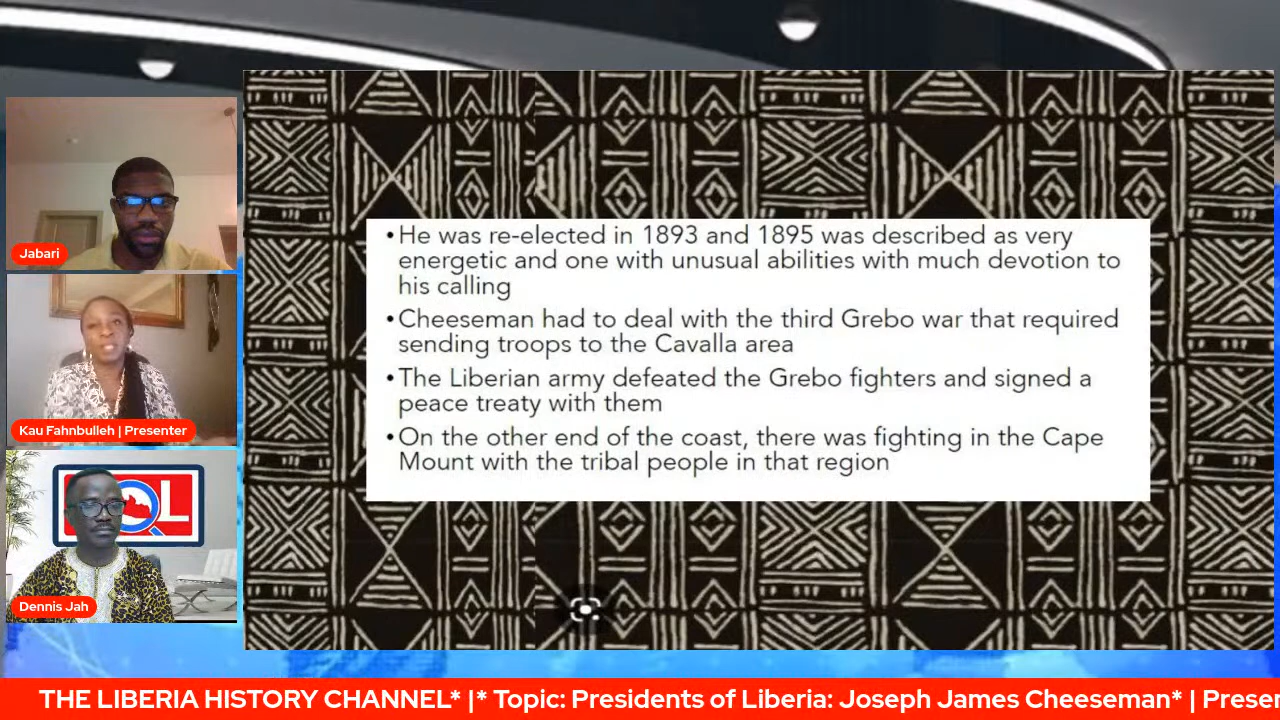 Jabari
Kau Fahnbulleh | Presenter
Dennis Jah
•He was re-elected in 1893 and 1895 was described as very
energetic and one with unusual abilities with much devotion to
his calling
•Cheeseman had to deal with the third Grebo war that required
sending troops to the Cavalla area
•The Liberian army defeated the Grebo fighters and signed a
peace treaty with them
•On the other end of the coast, there was fighting in the Cape
Mount with the tribal people in that region
THE LIBERIA HISTORY CHANNEL* |* Topic: Presidents of Liberia: Joseph James Cheeseman* |